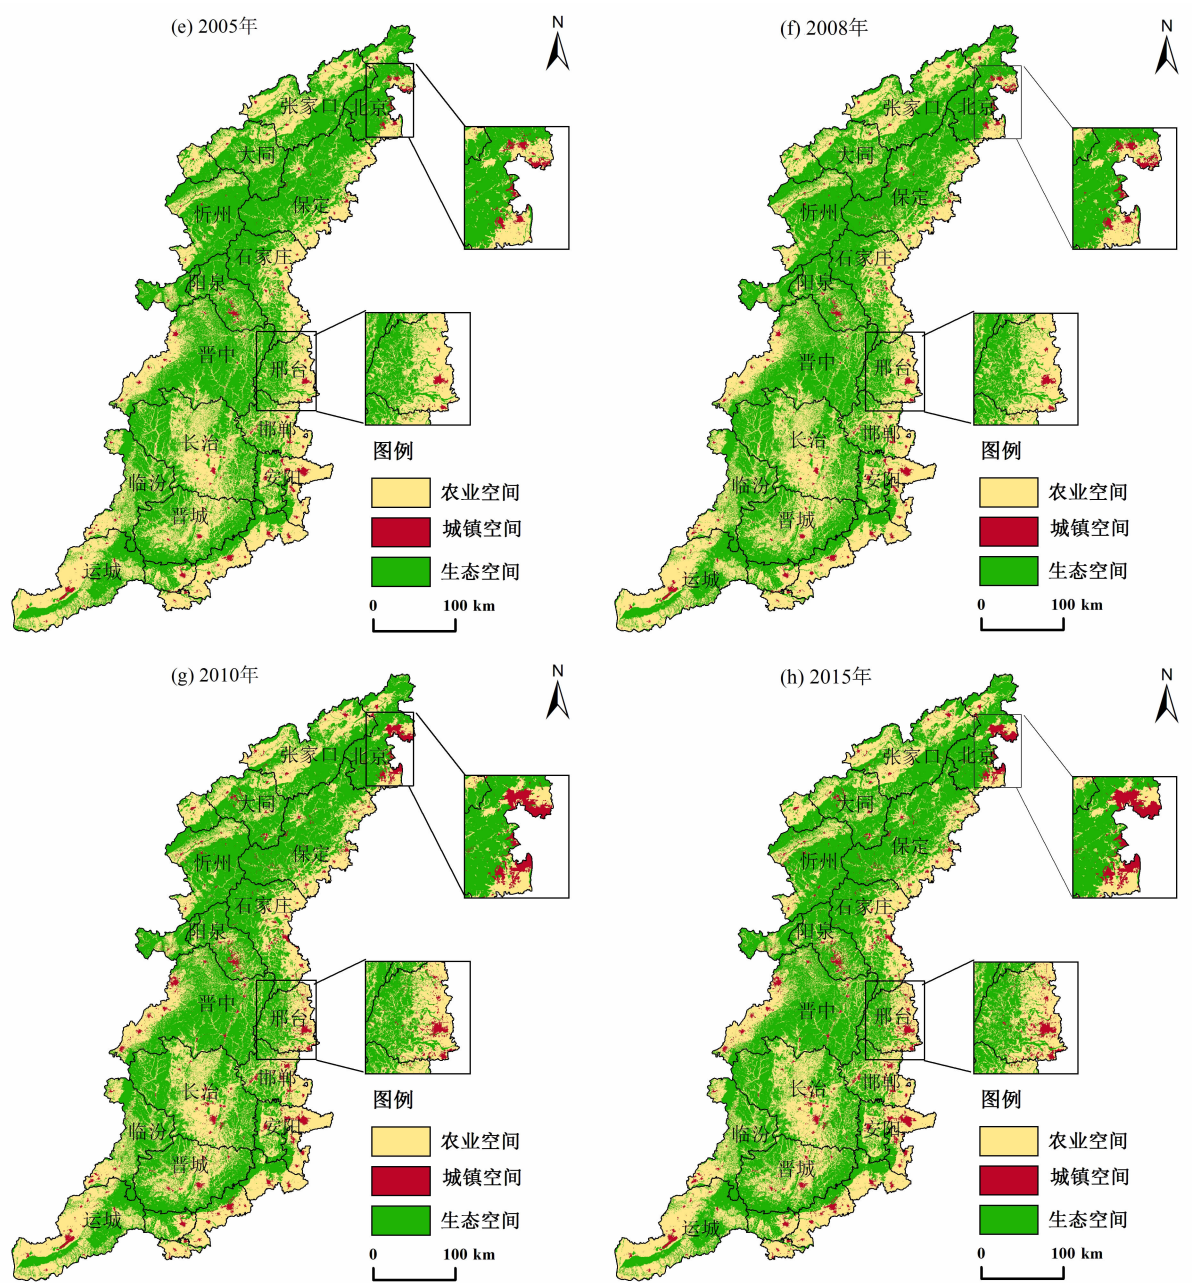 (e) 2005年
N
张家口
北京
大同
保定
忻州
石家庄
阳泉
晋中
邢台
长治
邯郸
临汾
安阳
晋城
运城
图例
农业空间
城镇空间
生态空间
0 100 km
(f) 2008年
N
张家口
北京
大同
保定
忻州
石家庄
阳泉
晋中
邢台
长治
邯郸
临汾
安阳
晋城
运城
图例
农业空间
城镇空间
生态空间
0 100 km
(g) 2010年
N
张家口
北京
大同
保定
忻州
石家庄
阳泉
晋中
邢台
长治
邯郸
临汾
安阳
晋城
运城
图例
农业空间
城镇空间
生态空间
0 100 km
(h) 2015年
N
张家口
北京
大同
保定
忻州
石家庄
阳泉
晋中
邢台
长治
邯郸
临汾
安阳
晋城
运城
图例
农业空间
城镇空间
生态空间
0 100 km